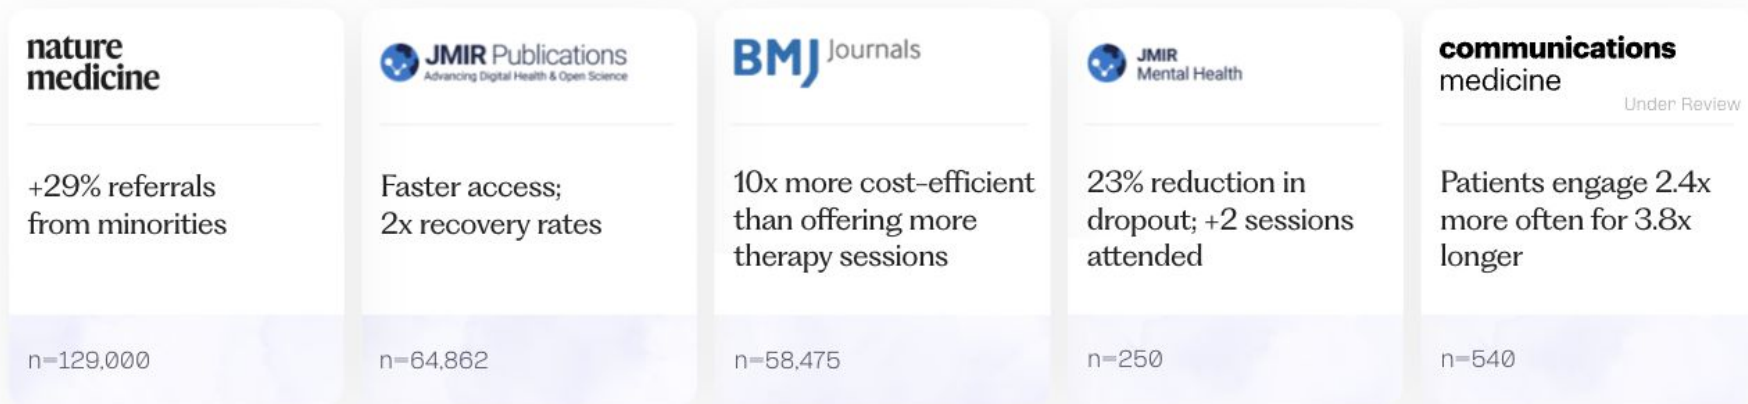 nature
medicine
+29% referrals
from minorities
n=129,000
JMIR Publications
Advancing Digital Health & Open Science
Faster access;
2x recovery rates
n=64,862
BMJ Journals
10x more cost-efficient
than offering more
therapy sessions
n=58,475
JMIR
Mental Health
23% reduction in
dropout; +2 sessions
attended
n=250
communications
medicine
Under Review
Patients engage 2.4x
more often for 3.8x
longer
n=540